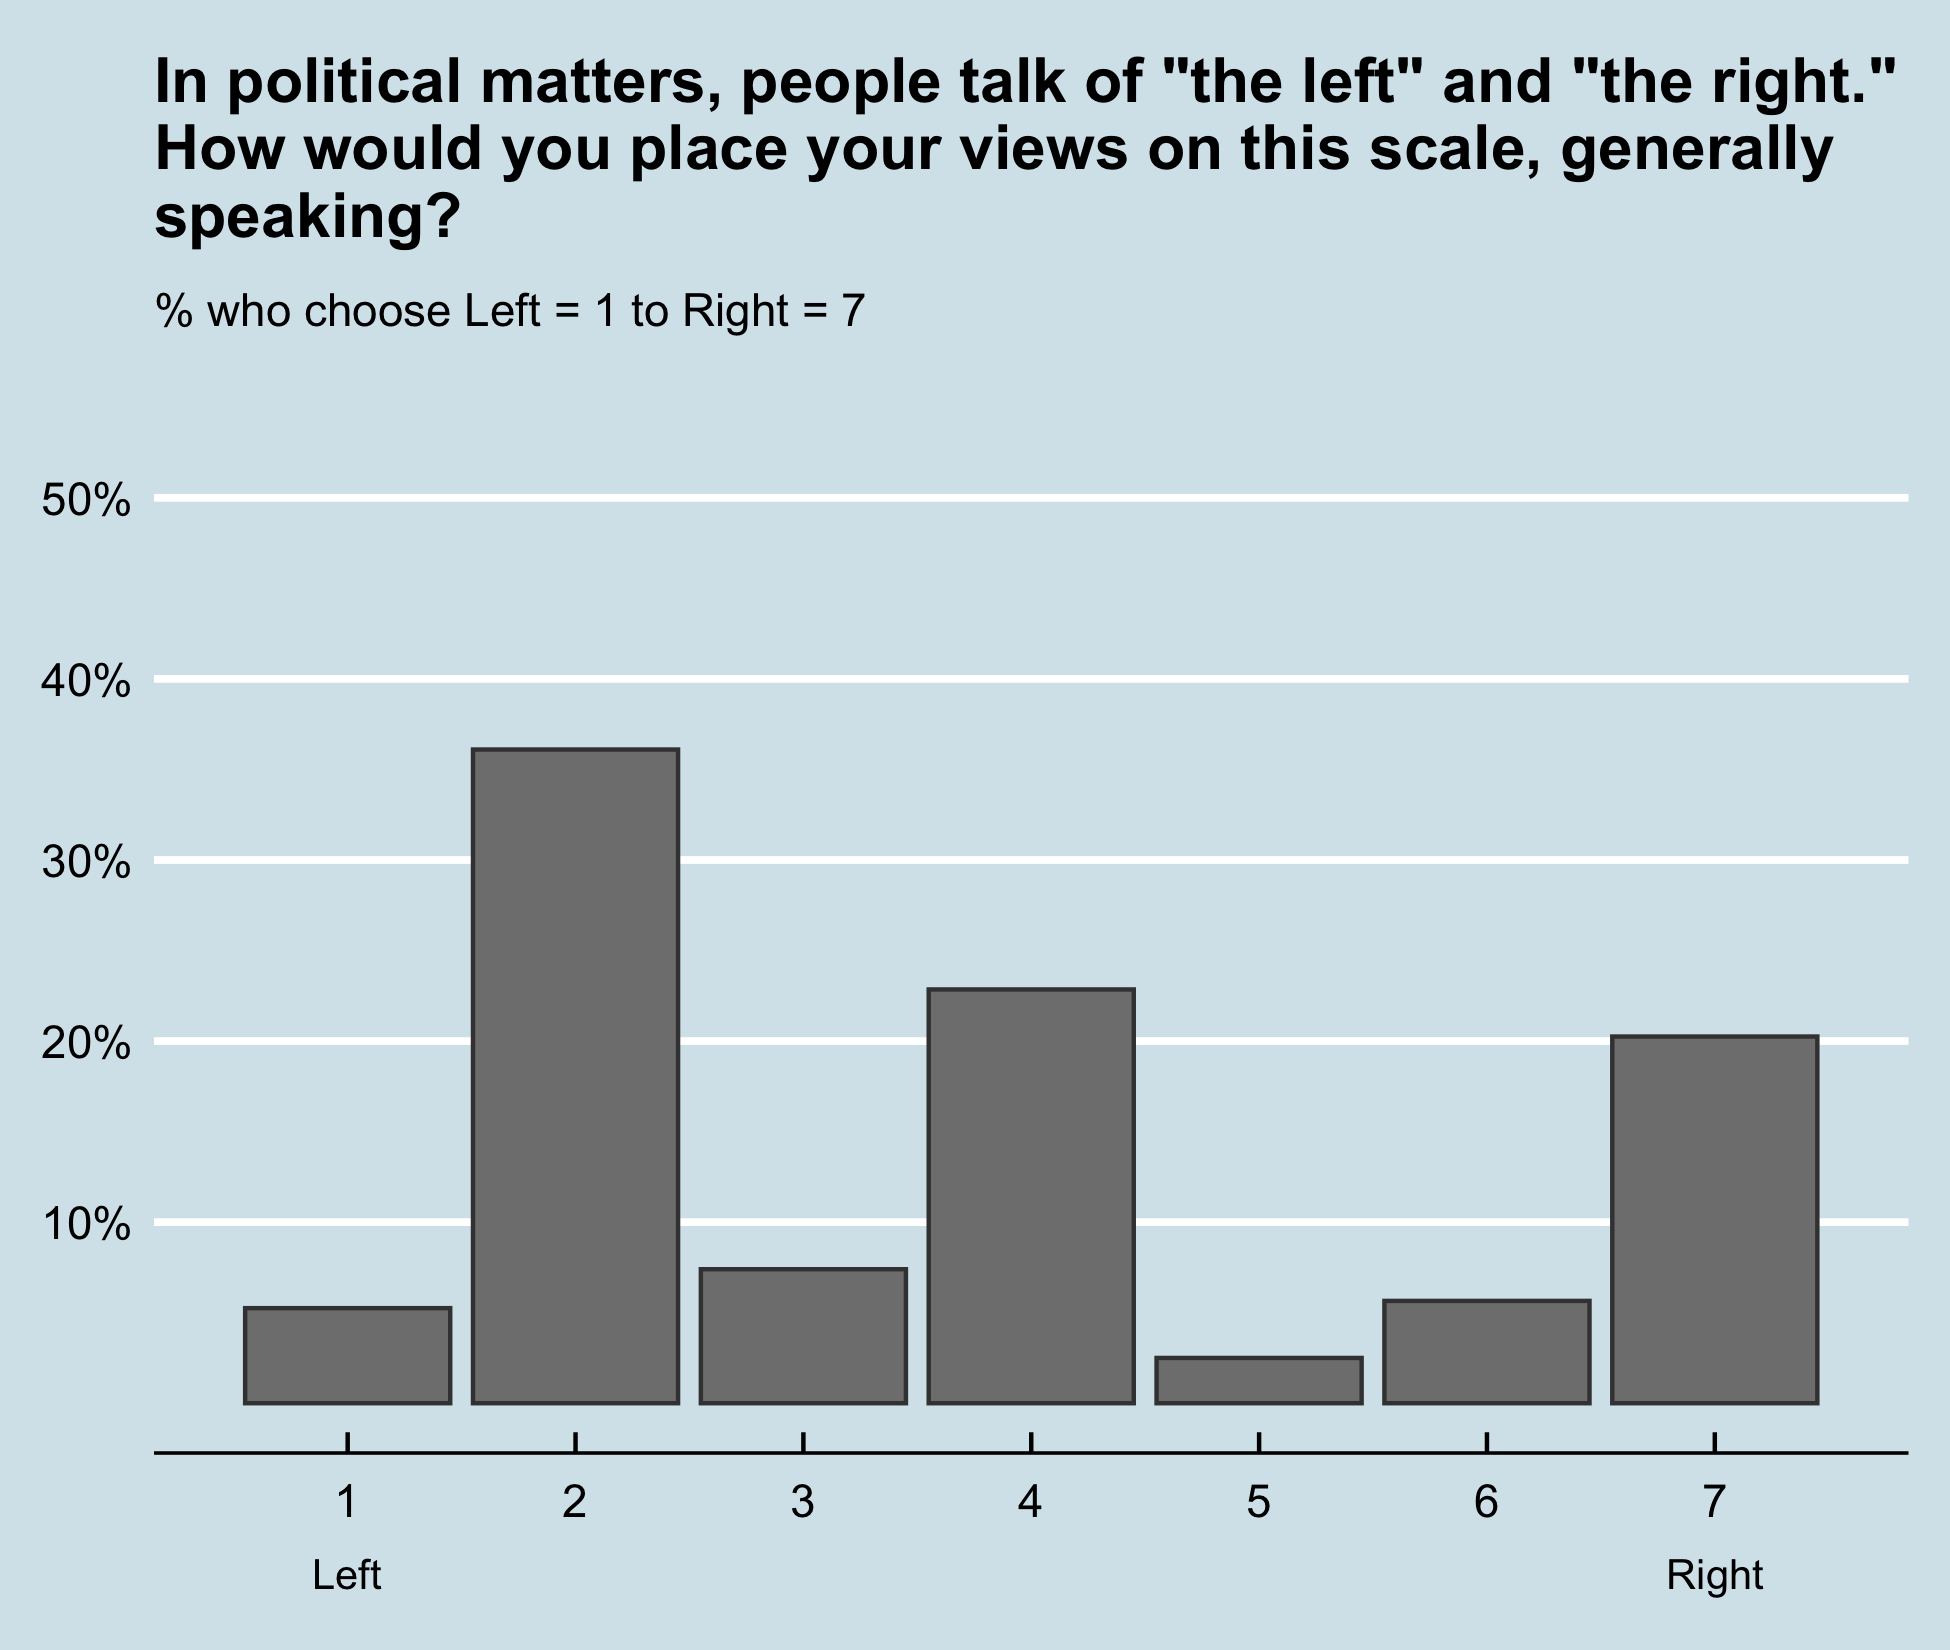 In political matters, people talk of "the left" and "the right."
How would you place your views on this scale, generally
speaking?
% who choose Left = 1 to Right = 7
50%
40%
30%
20%
10%
1 2 3 4 5 6 7
Left Right